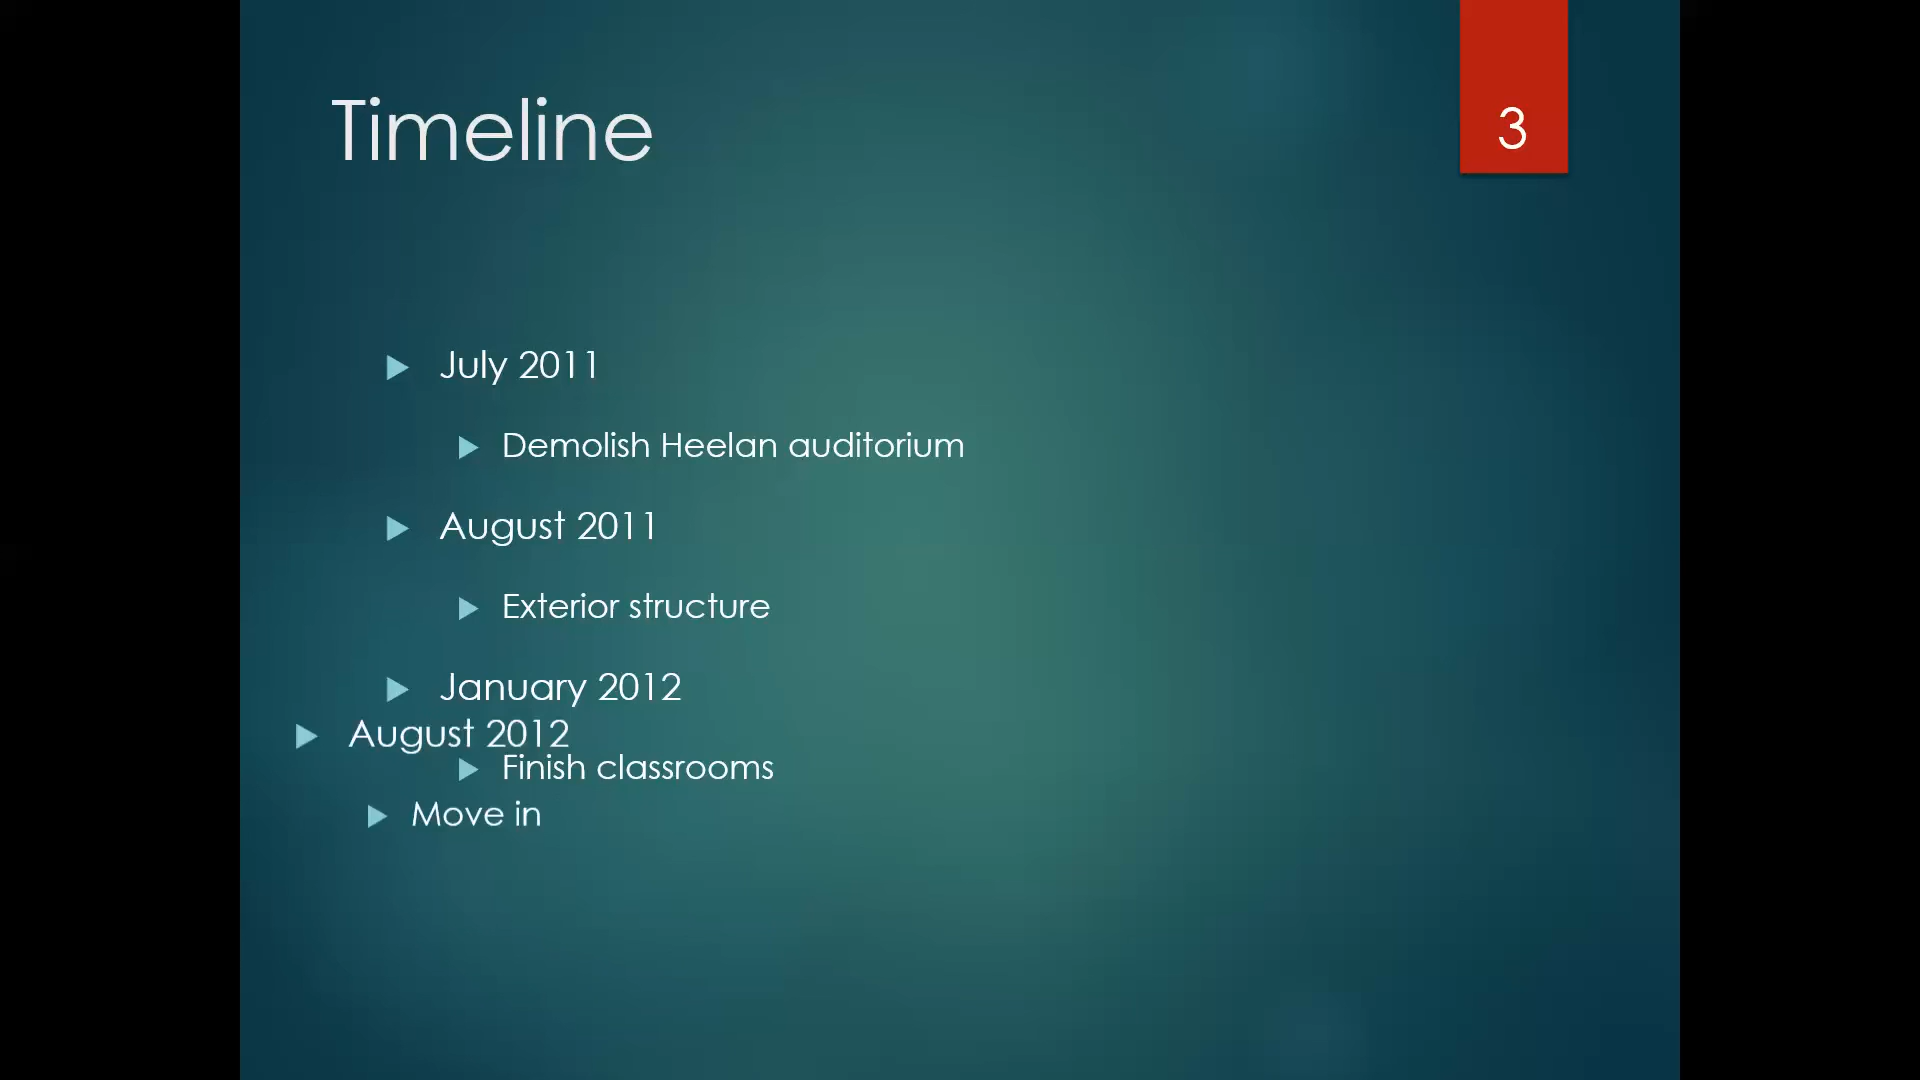 Timeline
3
July 2011
Demolish Heelan auditorium
August 2011
Exterior structure
January 2012
August 2012
Finish classrooms
Move in